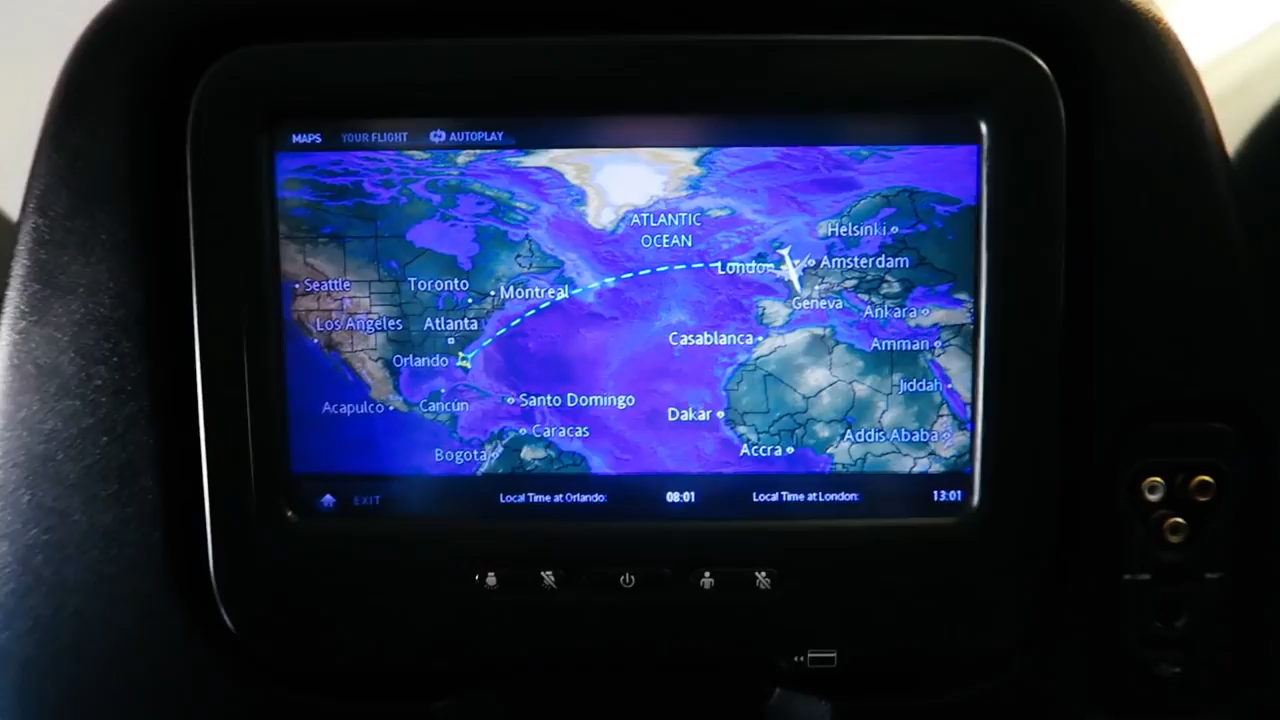 MAPS YOUR FLIGHT AUTOPLAY
ATLANTIC
OCEAN
Helsinki
London
Amsterdam
Seattle
Toronto
Montreal
Geneva
Ankara
Los Angeles
Atlanta
Casablanca
Amman
Orlando
Jiddah
Acapulco
Cancún
Santo Domingo
Dakar
Caracas
Addis Ababa
Bogota
Accra
EXIT Local Time at Orlando: 08:01 Local Time at London: 13:01